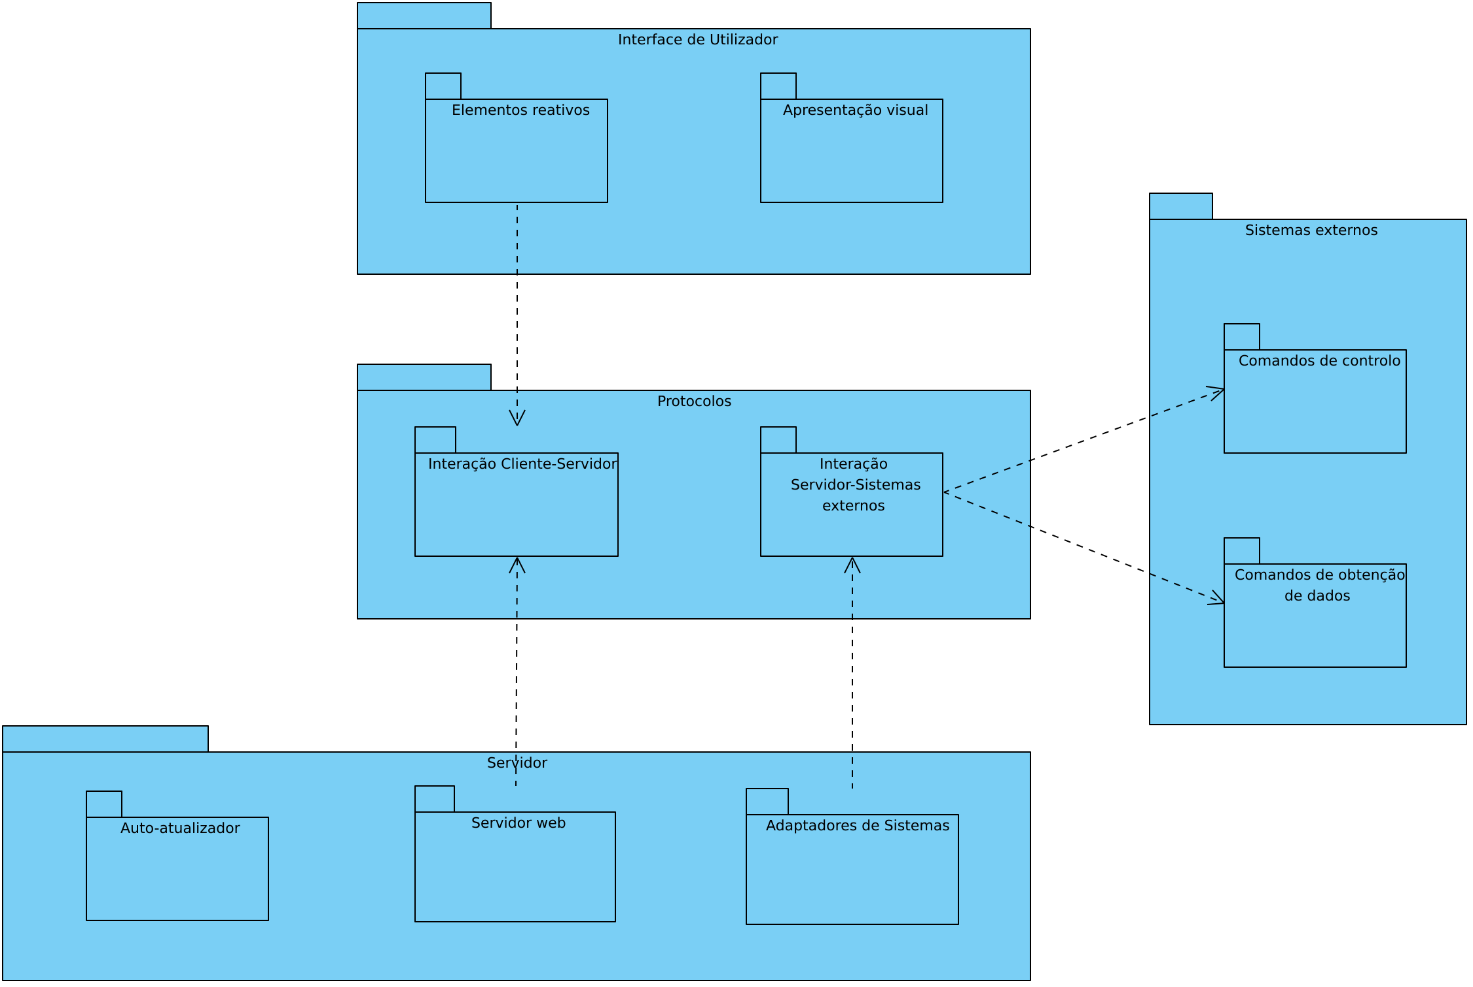 Interface de Utilizador
Elementos reativos
Apresentação visual
Sistemas externos
Comandos de controlo
Comandos de obtenção
de dados
Protocolos
Interação Cliente-Servidor
Interação
Servidor-Sistemas
externos
Servidor
Auto-atualizador
Servidor web
Adaptadores de Sistemas